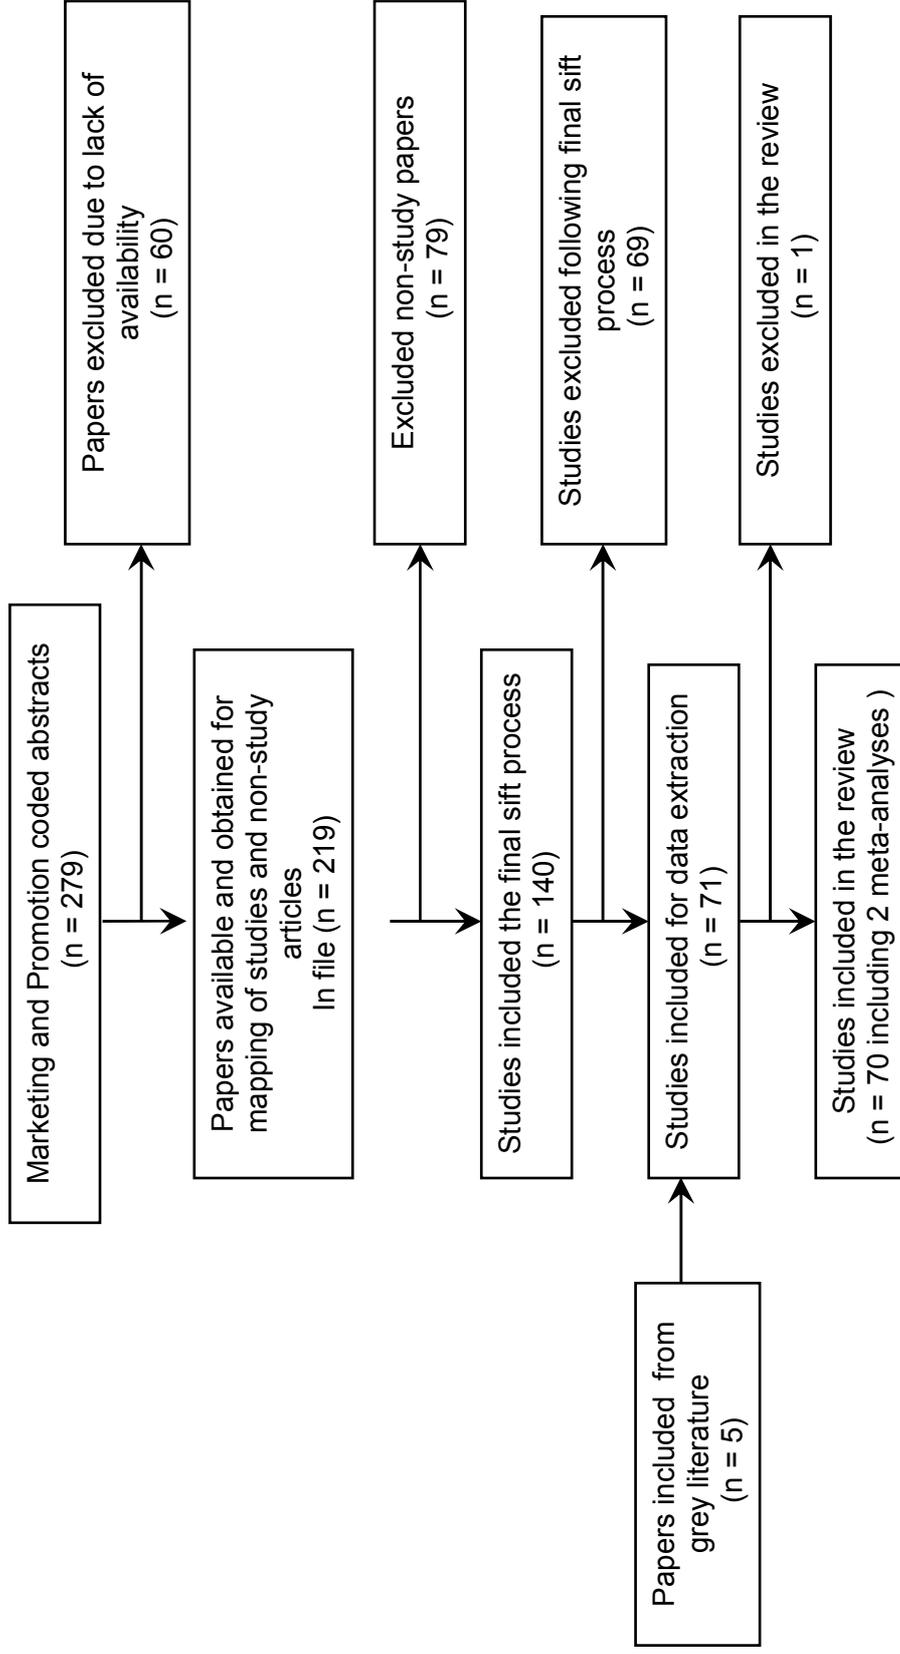 Marketing and Promotion coded abstracts
(n = 279)
Papers excluded due to lack of
availability
(n = 60)
Papers available and obtained for
mapping of studies and non-study
articles
In file (n = 219)
Excluded non-study papers
(n = 79)
Studies included the final sift process
(n = 140)
Studies excluded following final sift
process
(n = 69)
Papers included from
grey literature
(n = 5)
Studies included for data extraction
(n = 71)
Studies excluded in the review
(n = 1)
Studies included in the review
(n = 70 including 2 meta-analyses )